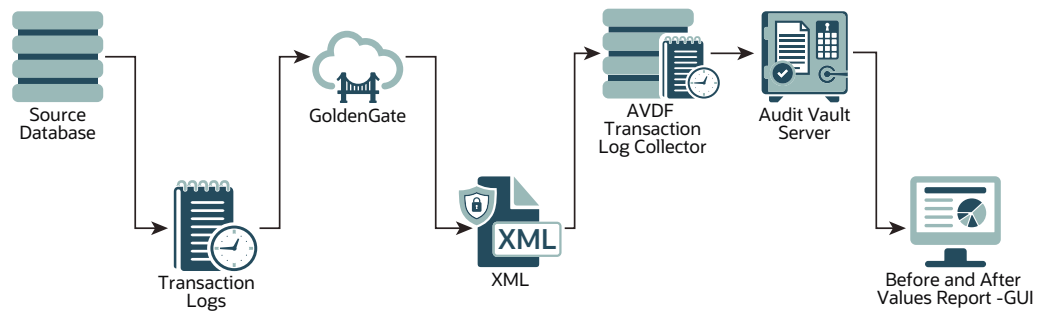 Source
Database
Transaction
Logs
GoldenGate
XML
XML
AVDF
Transaction
Log Collector
Audit Vault
Server
Before and After
Values Report -GUI